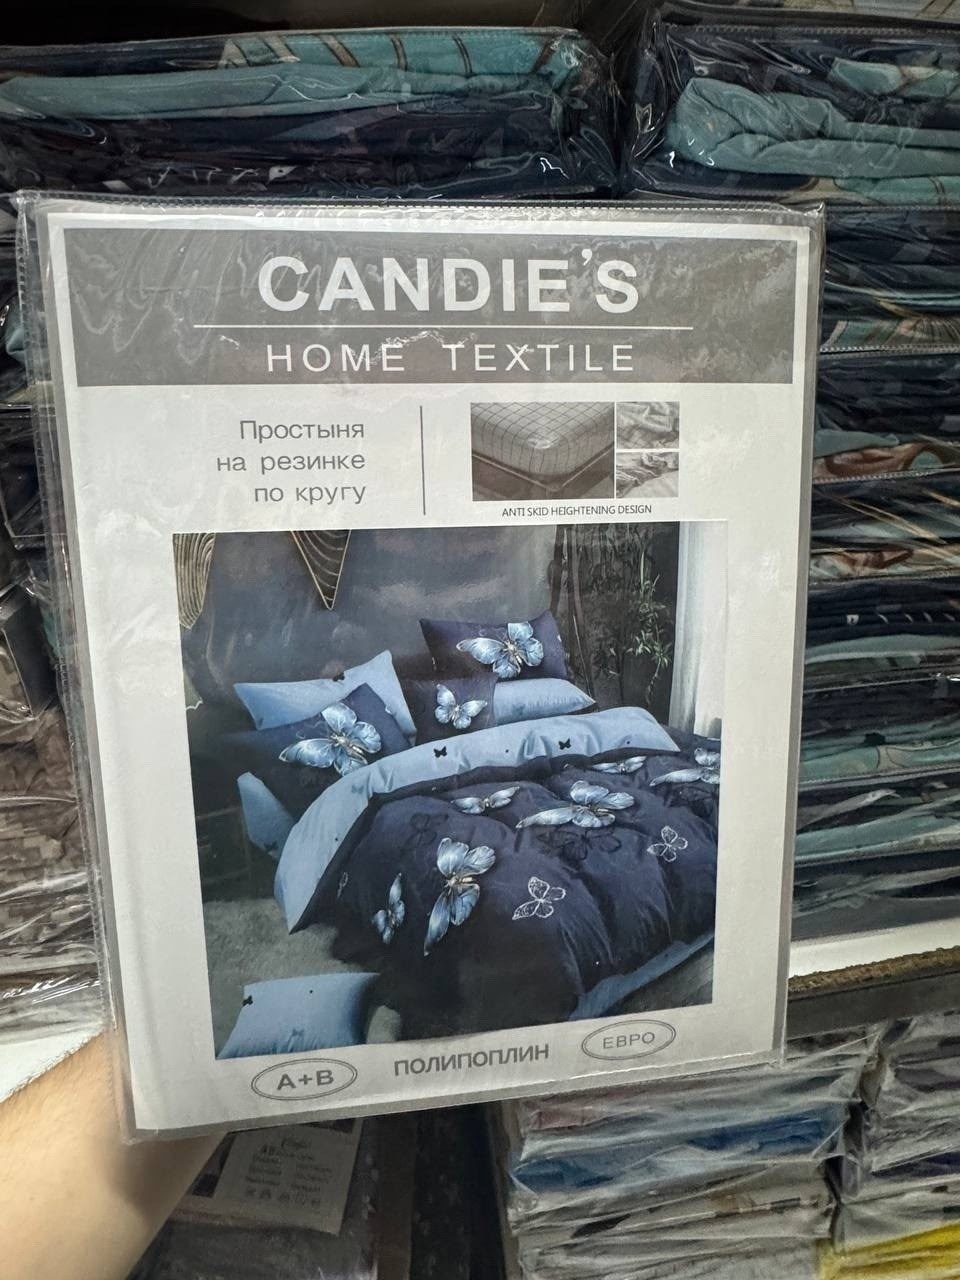 CANDIE'S
HOME TEXTILE
Простыня
на резинке
по кругу
ANTI SKID HEIGHTENING DESIGN
A+B
ПОЛИПОПЛИН
ЕВРО